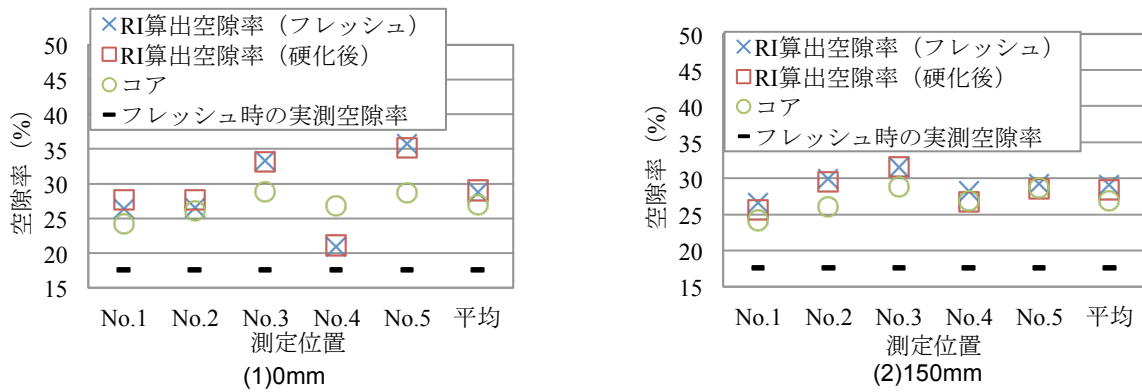 RI算出空隙率（フレッシュ）
RI算出空隙率（硬化後）
コア
フレッシュ時の実測空隙率
空隙率（%）
50
45
40
35
30
25
20
15
No.1 No.2 No.3 No.4 No.5 平均
測定位置
(1)0mm
RI算出空隙率（フレッシュ）
RI算出空隙率（硬化後）
コア
フレッシュ時の実測空隙率
空隙率（%）
50
45
40
35
30
25
20
15
No.1 No.2 No.3 No.4 No.5 平均
測定位置
(2)150mm